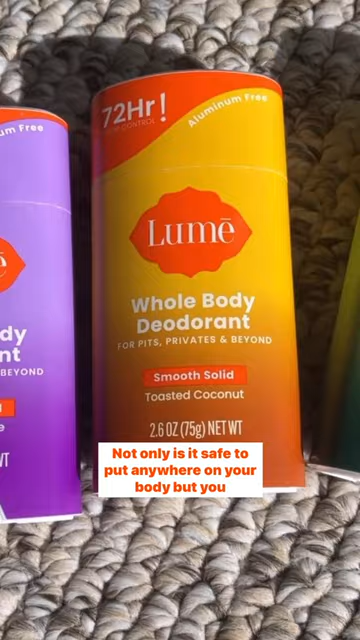 um Free
72Hr!
CONTROL
Aluminum Free
Lumē
ē
Whole Body
Deodorant
FOR PITS, PRIVATES & BEYOND
Smooth Solid
Toasted Coconut
2.6 OZ (75g) NET WT
dy
nt
BEYOND
e
WT
Not only is it safe to
put anywhere on your
body but you